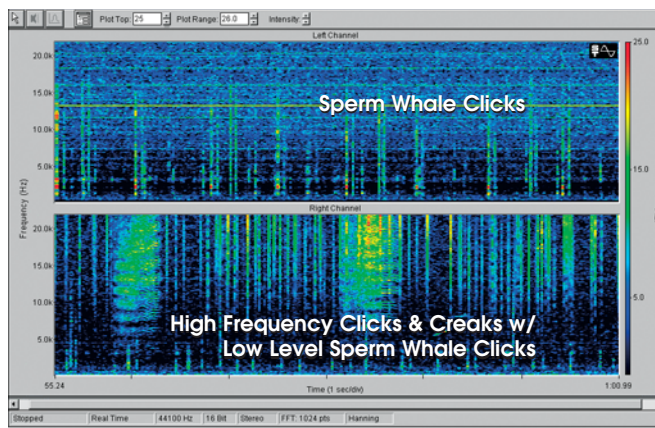 Plot Top: 25 Plot Range: 26.0 Intensity:
Left Channel
20.0k
15.0k
10.0k
5.0k
Sperm Whale Clicks
25.0
15.0
5.0
Frequency (Hz)
Right Channel
20.0k
15.0k
10.0k
5.0k
High Frequency Clicks & Creaks w/
Low Level Sperm Whale Clicks
55.24 Time (1 sec/div) 1:00.99
Stopped Real Time 44100 Hz 16 Bit Stereo FFT: 1024 pts Hanning